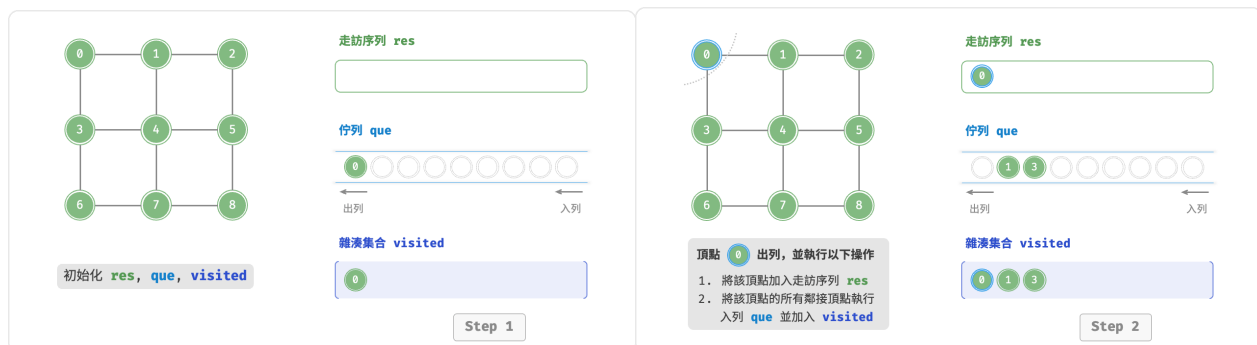 0 1 2
3 4 5
6 7 8
初始化 res, que, visited
走訪序列 res
佇列 que
0
出列 入列
雜湊集合 visited
0
Step 1
0 1 2
3 4 5
6 7 8
頂點 0 出列，並執行以下操作
1. 將該頂點加入走訪序列 res
2. 將該頂點的所有鄰接頂點執行
入列 que 並加入 visited
走訪序列 res
0
佇列 que
1 3
出列 入列
雜湊集合 visited
0 1 3
Step 2